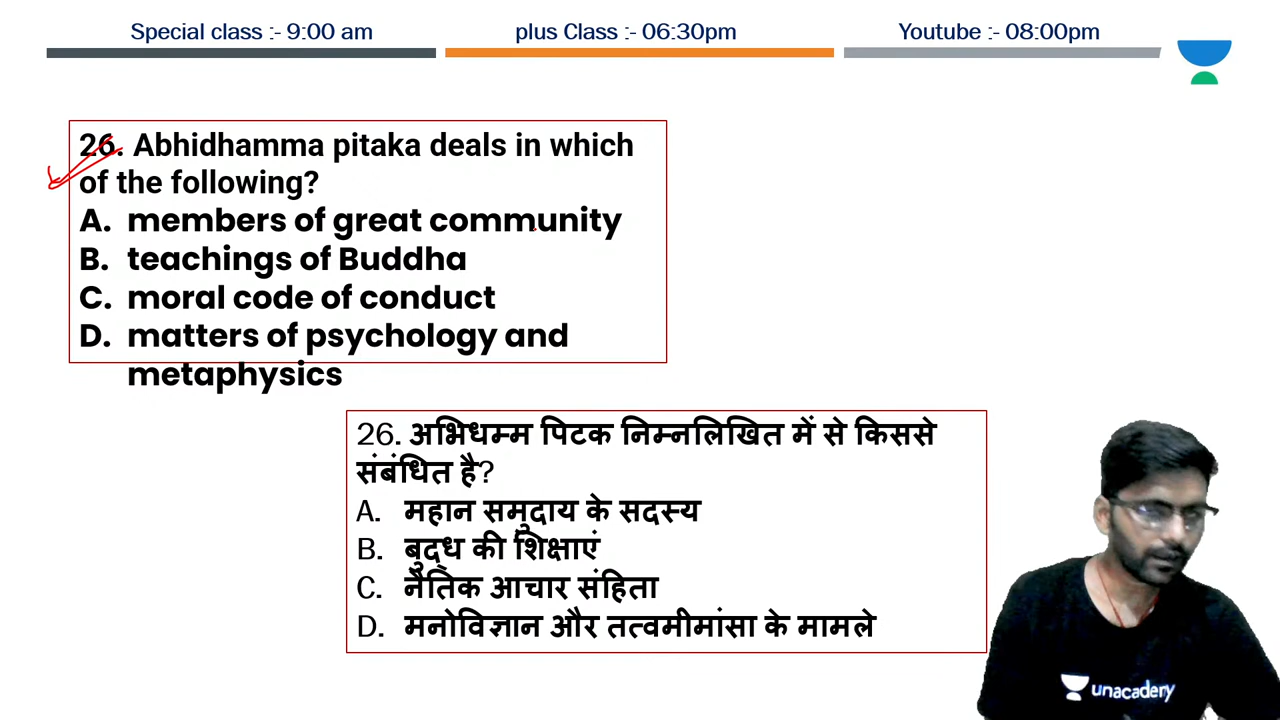 Special class :- 9:00 am
plus Class :- 06:30pm
Youtube :- 08:00pm
26. Abhidhamma pitaka deals in which
of the following?
A. members of great community
B. teachings of Buddha
C. moral code of conduct
D. matters of psychology and
metaphysics
26. अभिधम्म पिटक निम्नलिखित में से किससे
संबंधित है?
A. महान समुदाय के सदस्य
B. बुद्ध की शिक्षाएं
C. नैतिक आचार संहिता
D. मनोविज्ञान और तत्वमीमांसा के मामले
unacadery